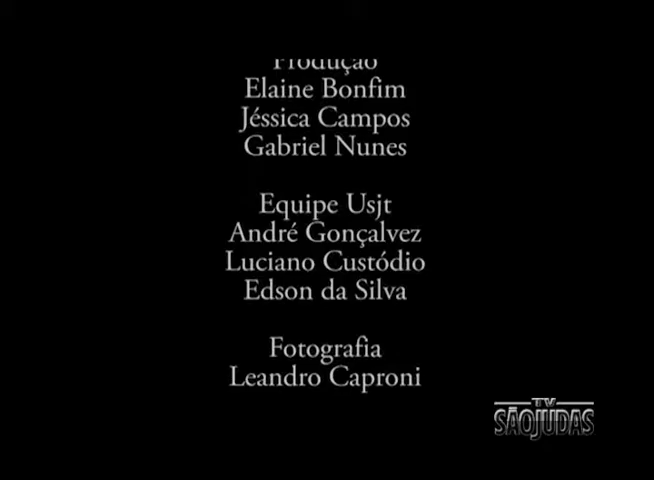 Produção
Elaine Bonfim
Jéssica Campos
Gabriel Nunes
Equipe Usjt
André Gonçalvez
Luciano Custódio
Edson da Silva
Fotografia
Leandro Caproni
TV
SÃOJUDAS